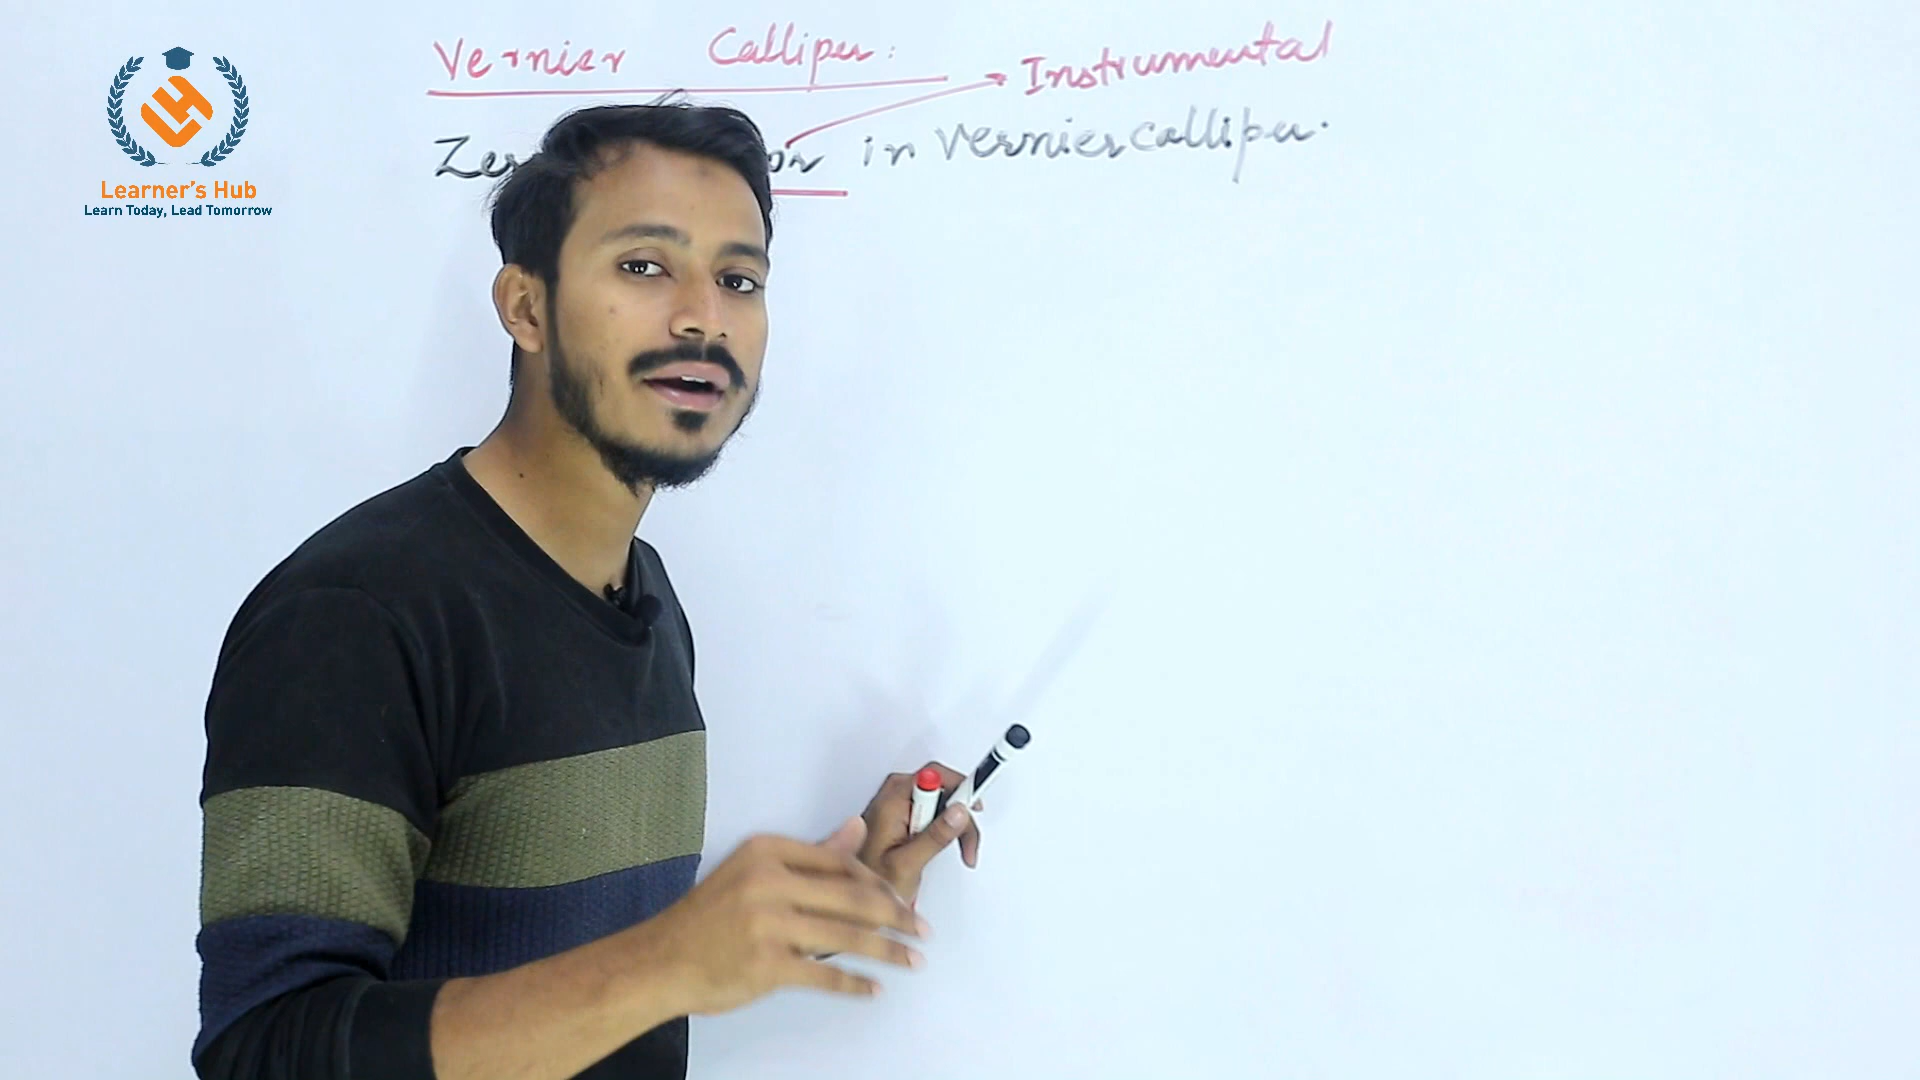 Vernier Calliper:
Instrumental
in Vernier calliper.
Learner's Hub
Learn Today, Lead Tomorrow